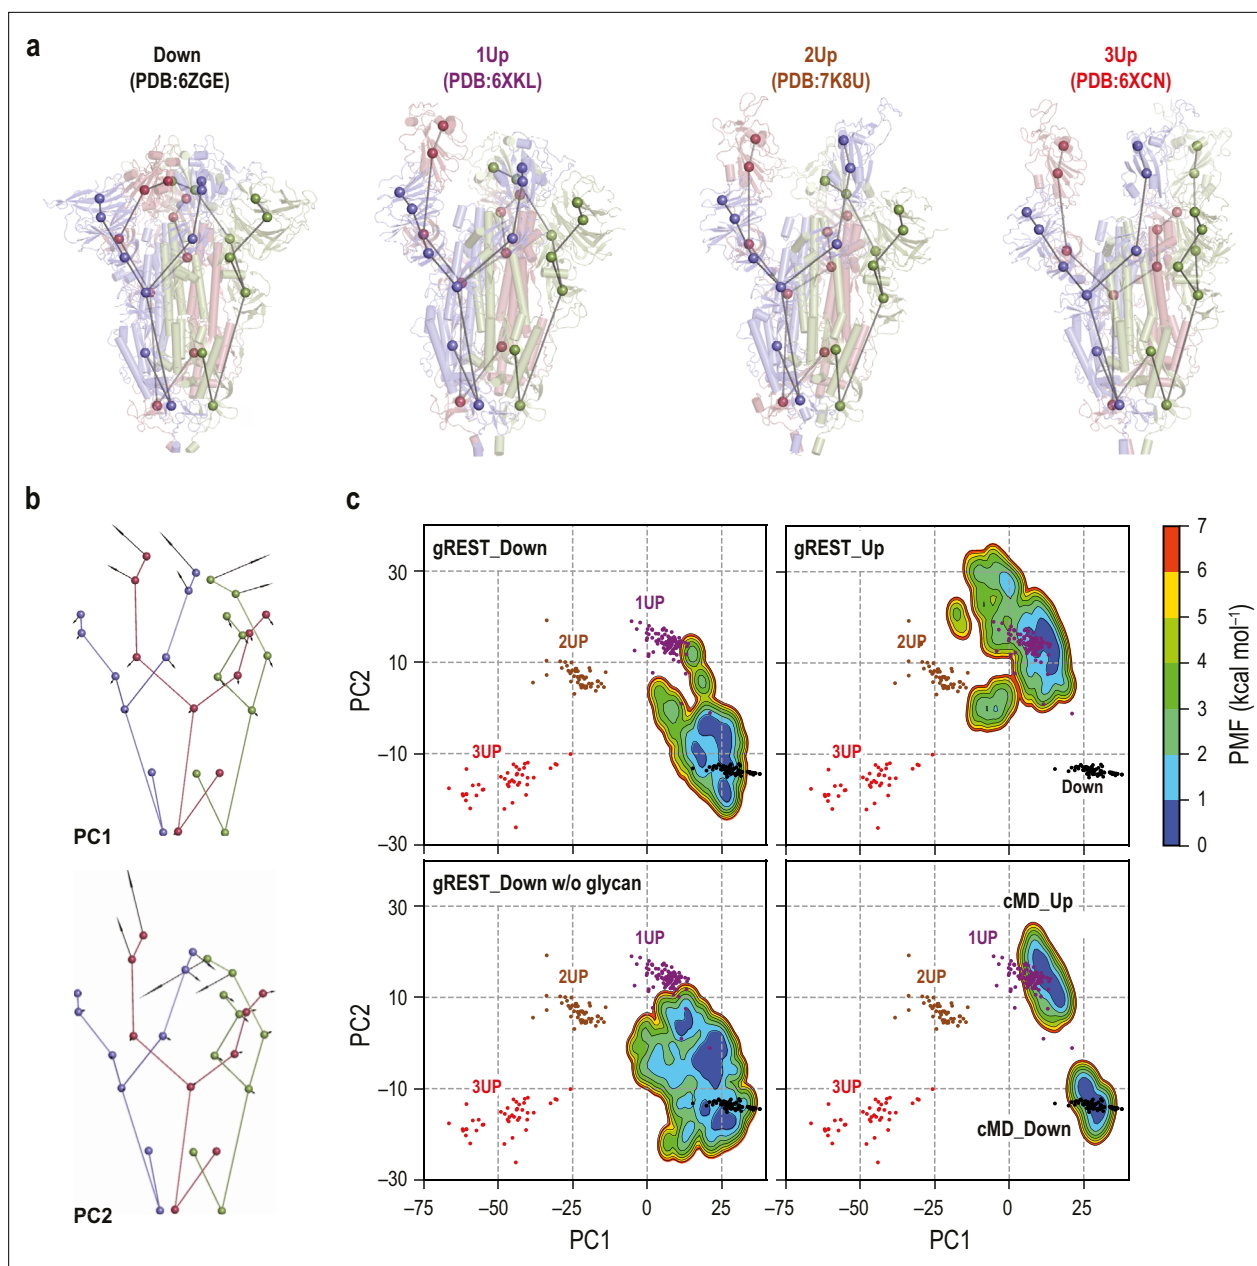 a
Down
(PDB:6ZGE)
1Up
(PDB:6XKL)
2Up
(PDB:7K8U)
3Up
(PDB:6XCN)
b
PC1
PC2
c
gREST_Down
1UP
2UP
3UP
30
10
−10
−30
PC2
gREST_Up
2UP
3UP
Down
7
6
5
4
3
2
1
0
PMF (kcal mol⁻¹)
gREST_Down w/o glycan
1UP
2UP
3UP
30
10
−10
−30
PC2
−75
−50
−25
0
25
PC1
cMD_Up
1UP
2UP
3UP
cMD_Down
−75
−50
−25
0
25
PC1